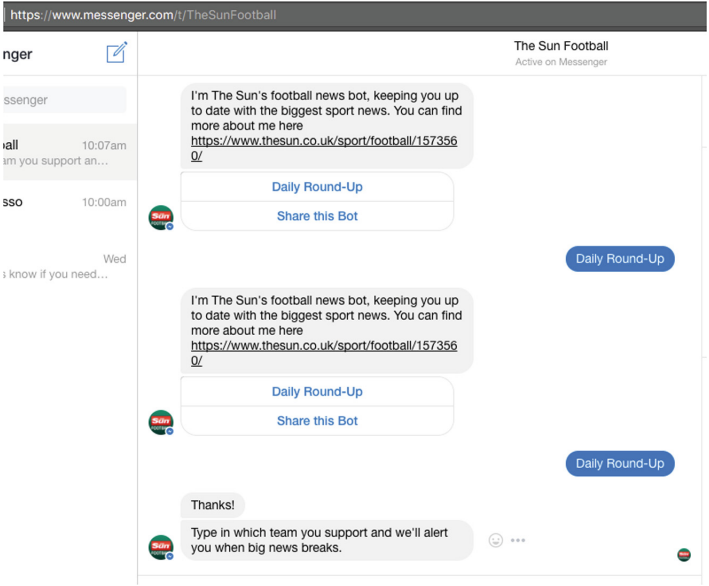 https://www.messenger.com/t/TheSunFootball
nger
The Sun Football
Active on Messenger
ssenger
ball 10:07am
am you support an...
sso 10:00am
Wed
s know if you need...
I'm The Sun's football news bot, keeping you up
to date with the biggest sport news. You can find
more about me here
https://www.thesun.co.uk/sport/football/157356
0/
Daily Round-Up
Share this Bot
Sun
Daily Round-Up
I'm The Sun's football news bot, keeping you up
to date with the biggest sport news. You can find
more about me here
https://www.thesun.co.uk/sport/football/157356
0/
Daily Round-Up
Share this Bot
Sun
Daily Round-Up
Thanks!
Type in which team you support and we'll alert
you when big news breaks.
Sun